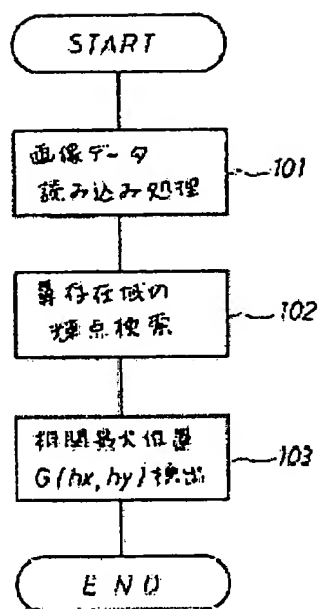 START
画像データ
読み込み処理
101
存在域の
輝点検索
102
相関最大位置
G(hx, hy)検出
103
END